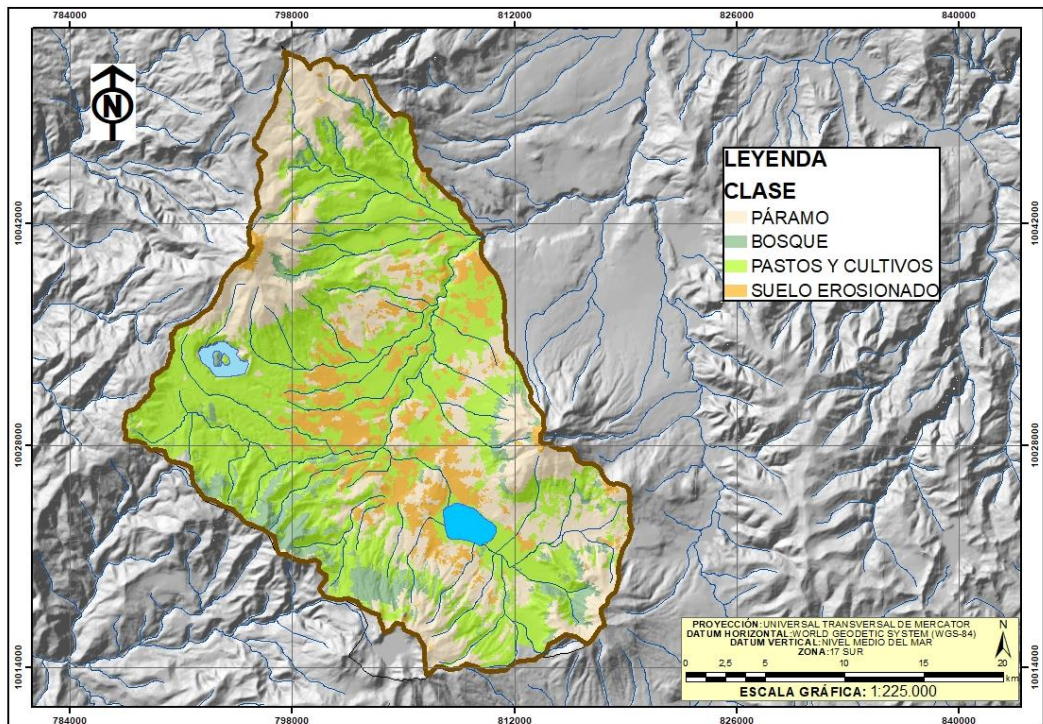 784000 798000 812000 826000 840000
N
LEYENDA
CLASE
PÁRAMO
BOSQUE
PASTOS Y CULTIVOS
SUELO EROSIONADO
10042000 10042000
10028000 10028000
10014000 10014000
PROYECCIÓN:UNIVERSAL TRANSVERSAL DE MERCATOR
DATUM HORIZONTAL:WORLD GEODETIC SYSTEM (WGS-84)
DATUM VERTICAL:NIVEL MEDIO DEL MAR
ZONA:17 SUR
N
0 2,5 5 10 15 20
km
ESCALA GRÁFICA: 1:225.000
784000 798000 812000 826000 840000